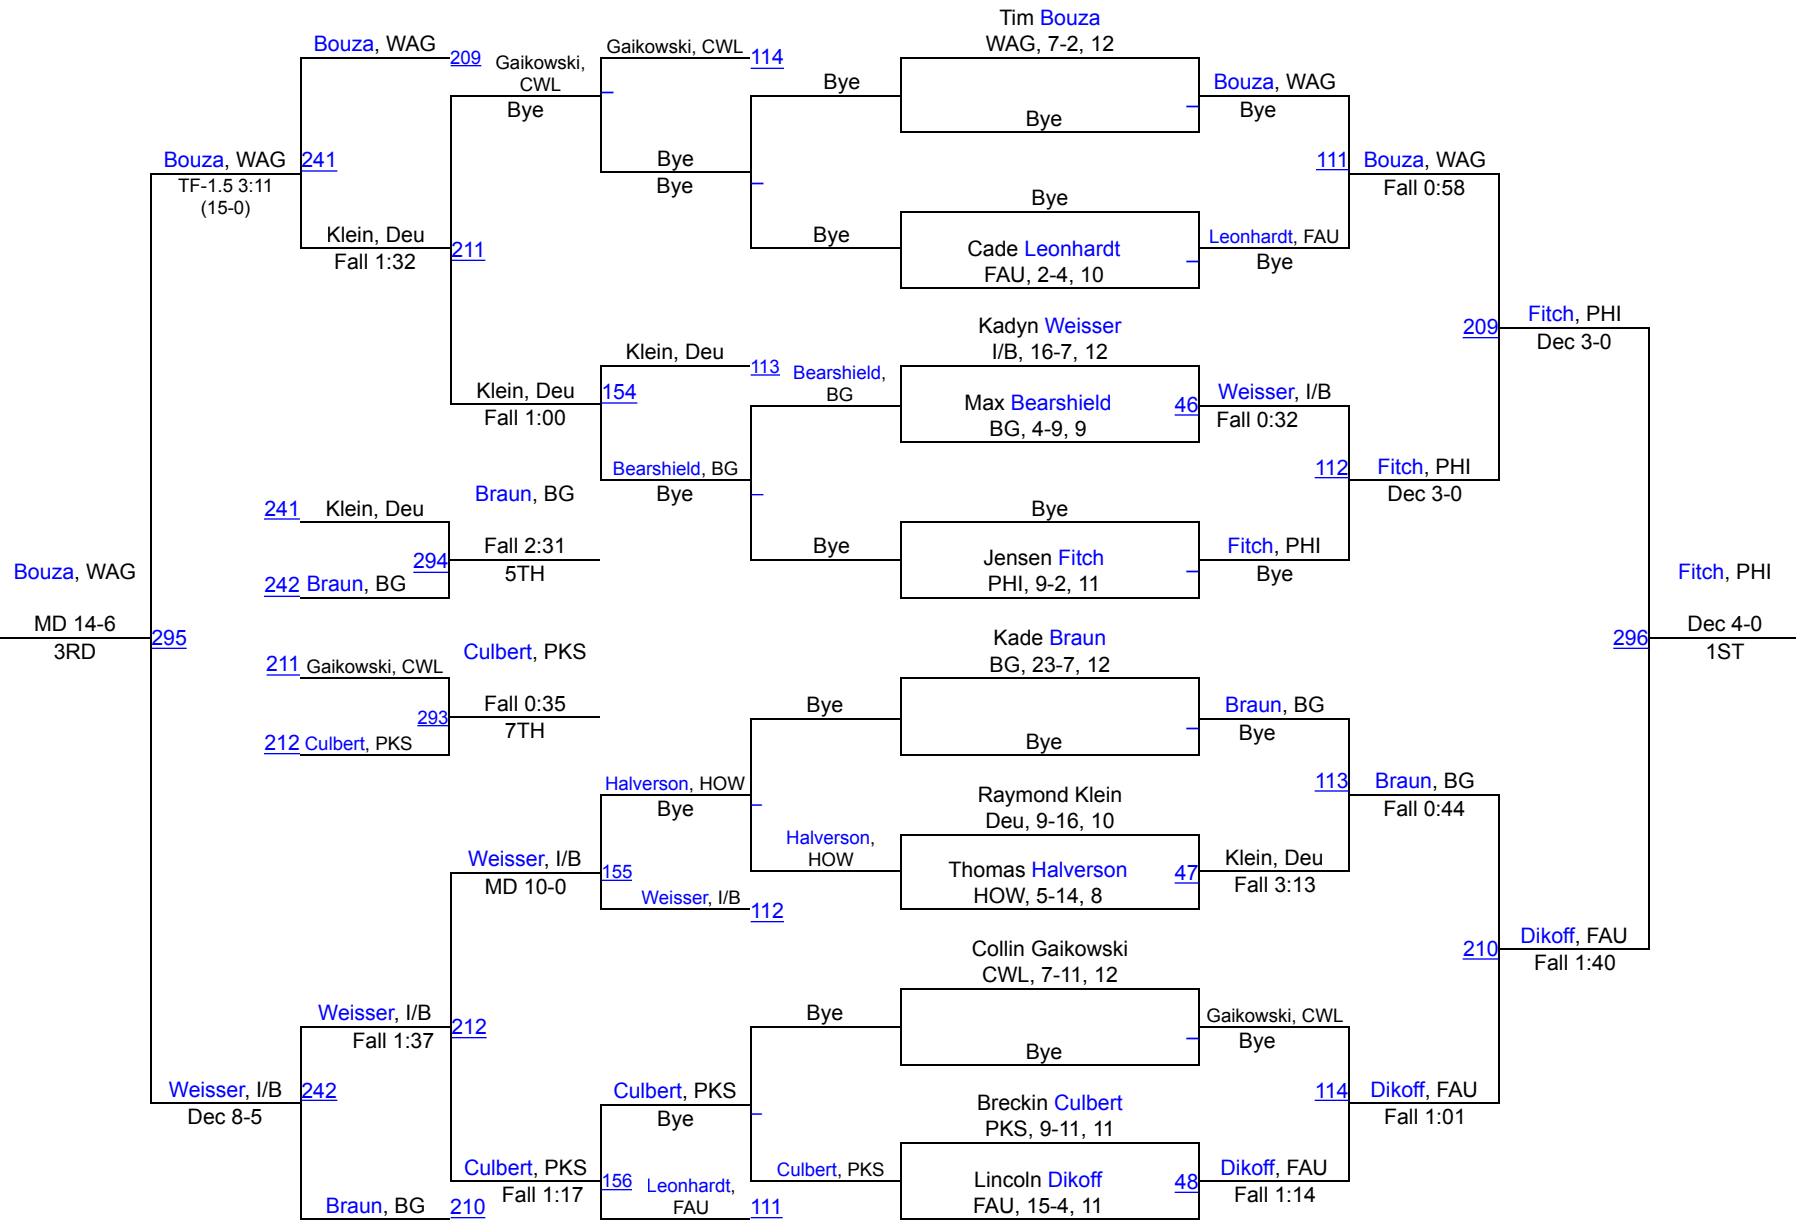 Tim Bouza
WAG, 7-2, 12
Bye
Bye
Cade Leonhardt
FAU, 2-4, 10
Kadyn Weisser
I/B, 16-7, 12
Max Bearshield
BG, 4-9, 9
46
Bye
Jensen Fitch
PHI, 9-2, 11
Kade Braun
BG, 23-7, 12
Bye
Raymond Klein
Deu, 9-16, 10
Thomas Halverson
HOW, 5-14, 8
47
Collin Gaikowski
CWL, 7-11, 12
Bye
Breckin Culbert
PKS, 9-11, 11
Lincoln Dikoff
FAU, 15-4, 11
48
Bouza, WAG
Bye
111
Leonhardt, FAU
Bye
Weisser, I/B
Fall 0:32
112
Fitch, PHI
Bye
Braun, BG
Bye
113
Klein, Deu
Fall 3:13
Gaikowski, CWL
Bye
114
Dikoff, FAU
Fall 1:14
Bouza, WAG
Fall 0:58
209
Fitch, PHI
Dec 3-0
Braun, BG
Fall 0:44
210
Dikoff, FAU
Fall 1:01
Fitch, PHI
Dec 3-0
296
Dikoff, FAU
Fall 1:40
Fitch, PHI
Dec 4-0
1ST
Bye
Bye
Bearshield,
BG
Bye
Bye
Halverson,
HOW
Bye
Culbert, PKS
Gaikowski, CWL
114
Bye
Bye
Klein, Deu
113
Bearshield, BG
Bye
Halverson, HOW
Bye
Weisser, I/B
112
Culbert, PKS
Bye
Leonhardt,
FAU
111
Gaikowski,
CWL
Bye
Klein, Deu
Fall 1:00
154
Weisser, I/B
MD 10-0
155
Culbert, PKS
Fall 1:17
156
Bouza, WAG
209
Klein, Deu
Fall 1:32
211
Weisser, I/B
Fall 1:37
212
Braun, BG
210
Bouza, WAG
TF-1.5 3:11
(15-0)
241
Weisser, I/B
Dec 8-5
242
Bouza, WAG
MD 14-6
3RD
295
241
Klein, Deu
242
Braun, BG
294
Braun, BG
Fall 2:31
5TH
211
Gaikowski, CWL
212
Culbert, PKS
293
Culbert, PKS
Fall 0:35
7TH